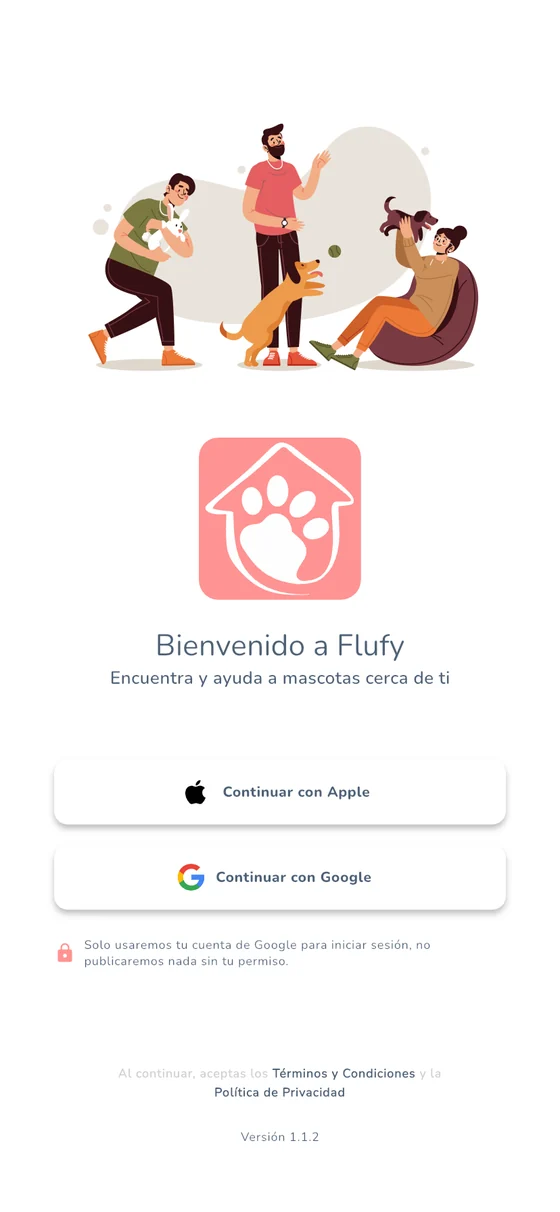 Bienvenido a Flufy
Encuentra y ayuda a mascotas cerca de ti
Continuar con Apple
Continuar con Google
Solo usaremos tu cuenta de Google para iniciar sesión, no
publicaremos nada sin tu permiso.
Al continuar, aceptas los Términos y Condiciones y la
Política de Privacidad
Versión 1.1.2